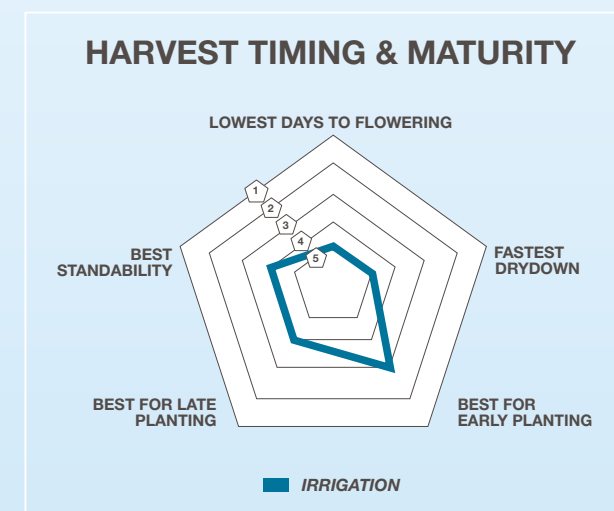 HARVEST TIMING & MATURITY
LOWEST DAYS TO FLOWERING
1
2
3
4
5
BEST
STANDABILITY
FASTEST
DRYDOWN
BEST FOR LATE
PLANTING
BEST FOR
EARLY PLANTING
IRRIGATION